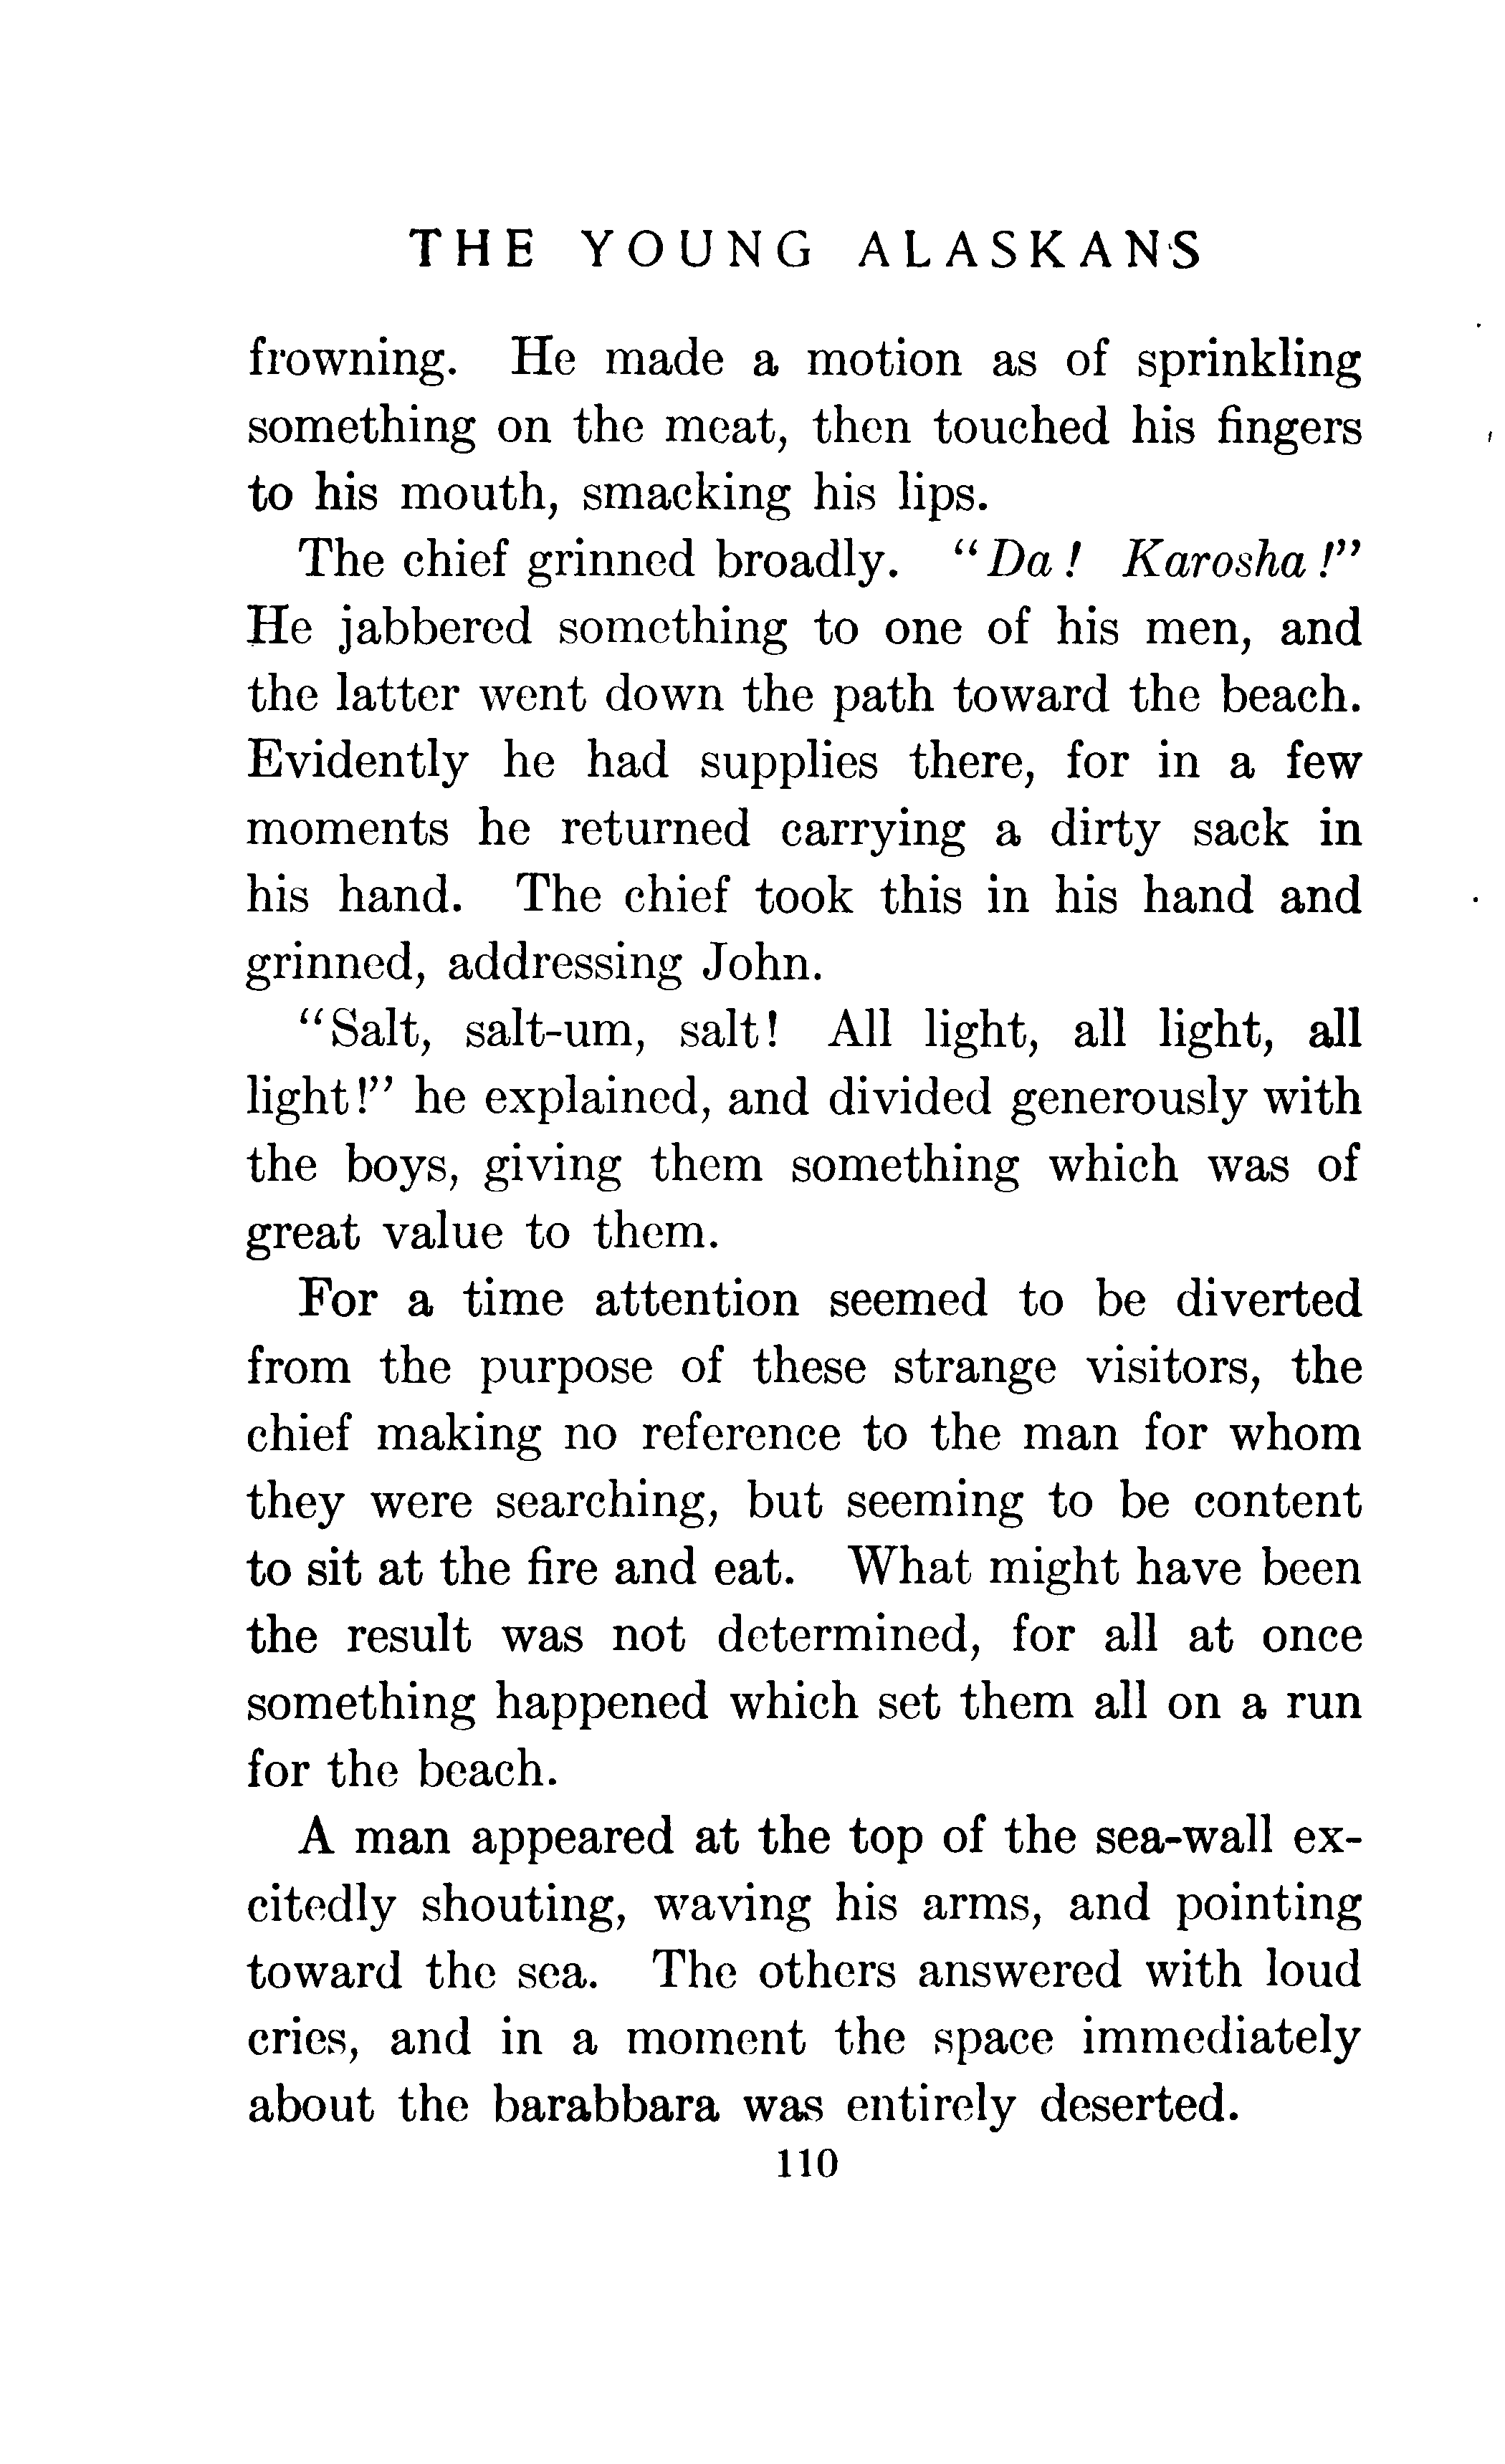 THE YOUNG ALASKANS
frowning. He made a motion as of sprinkling
something on the meat, then touched his fingers
to his mouth, smacking his lips.
The chief grinned broadly. "Da! Karosha!"
He jabbered something to one of his men, and
the latter went down the path toward the beach.
Evidently he had supplies there, for in a few
moments he returned carrying a dirty sack in
his hand. The chief took this in his hand and
grinned, addressing John.
"Salt, salt-um, salt! All light, all light, all
light!" he explained, and divided generously with
the boys, giving them something which was of
great value to them.
For a time attention seemed to be diverted
from the purpose of these strange visitors, the
chief making no reference to the man for whom
they were searching, but seeming to be content
to sit at the fire and eat. What might have been
the result was not determined, for all at once
something happened which set them all on a run
for the beach.
A man appeared at the top of the sea-wall ex-
citedly shouting, waving his arms, and pointing
toward the sea. The others answered with loud
cries, and in a moment the space immediately
about the barabbara was entirely deserted.
110